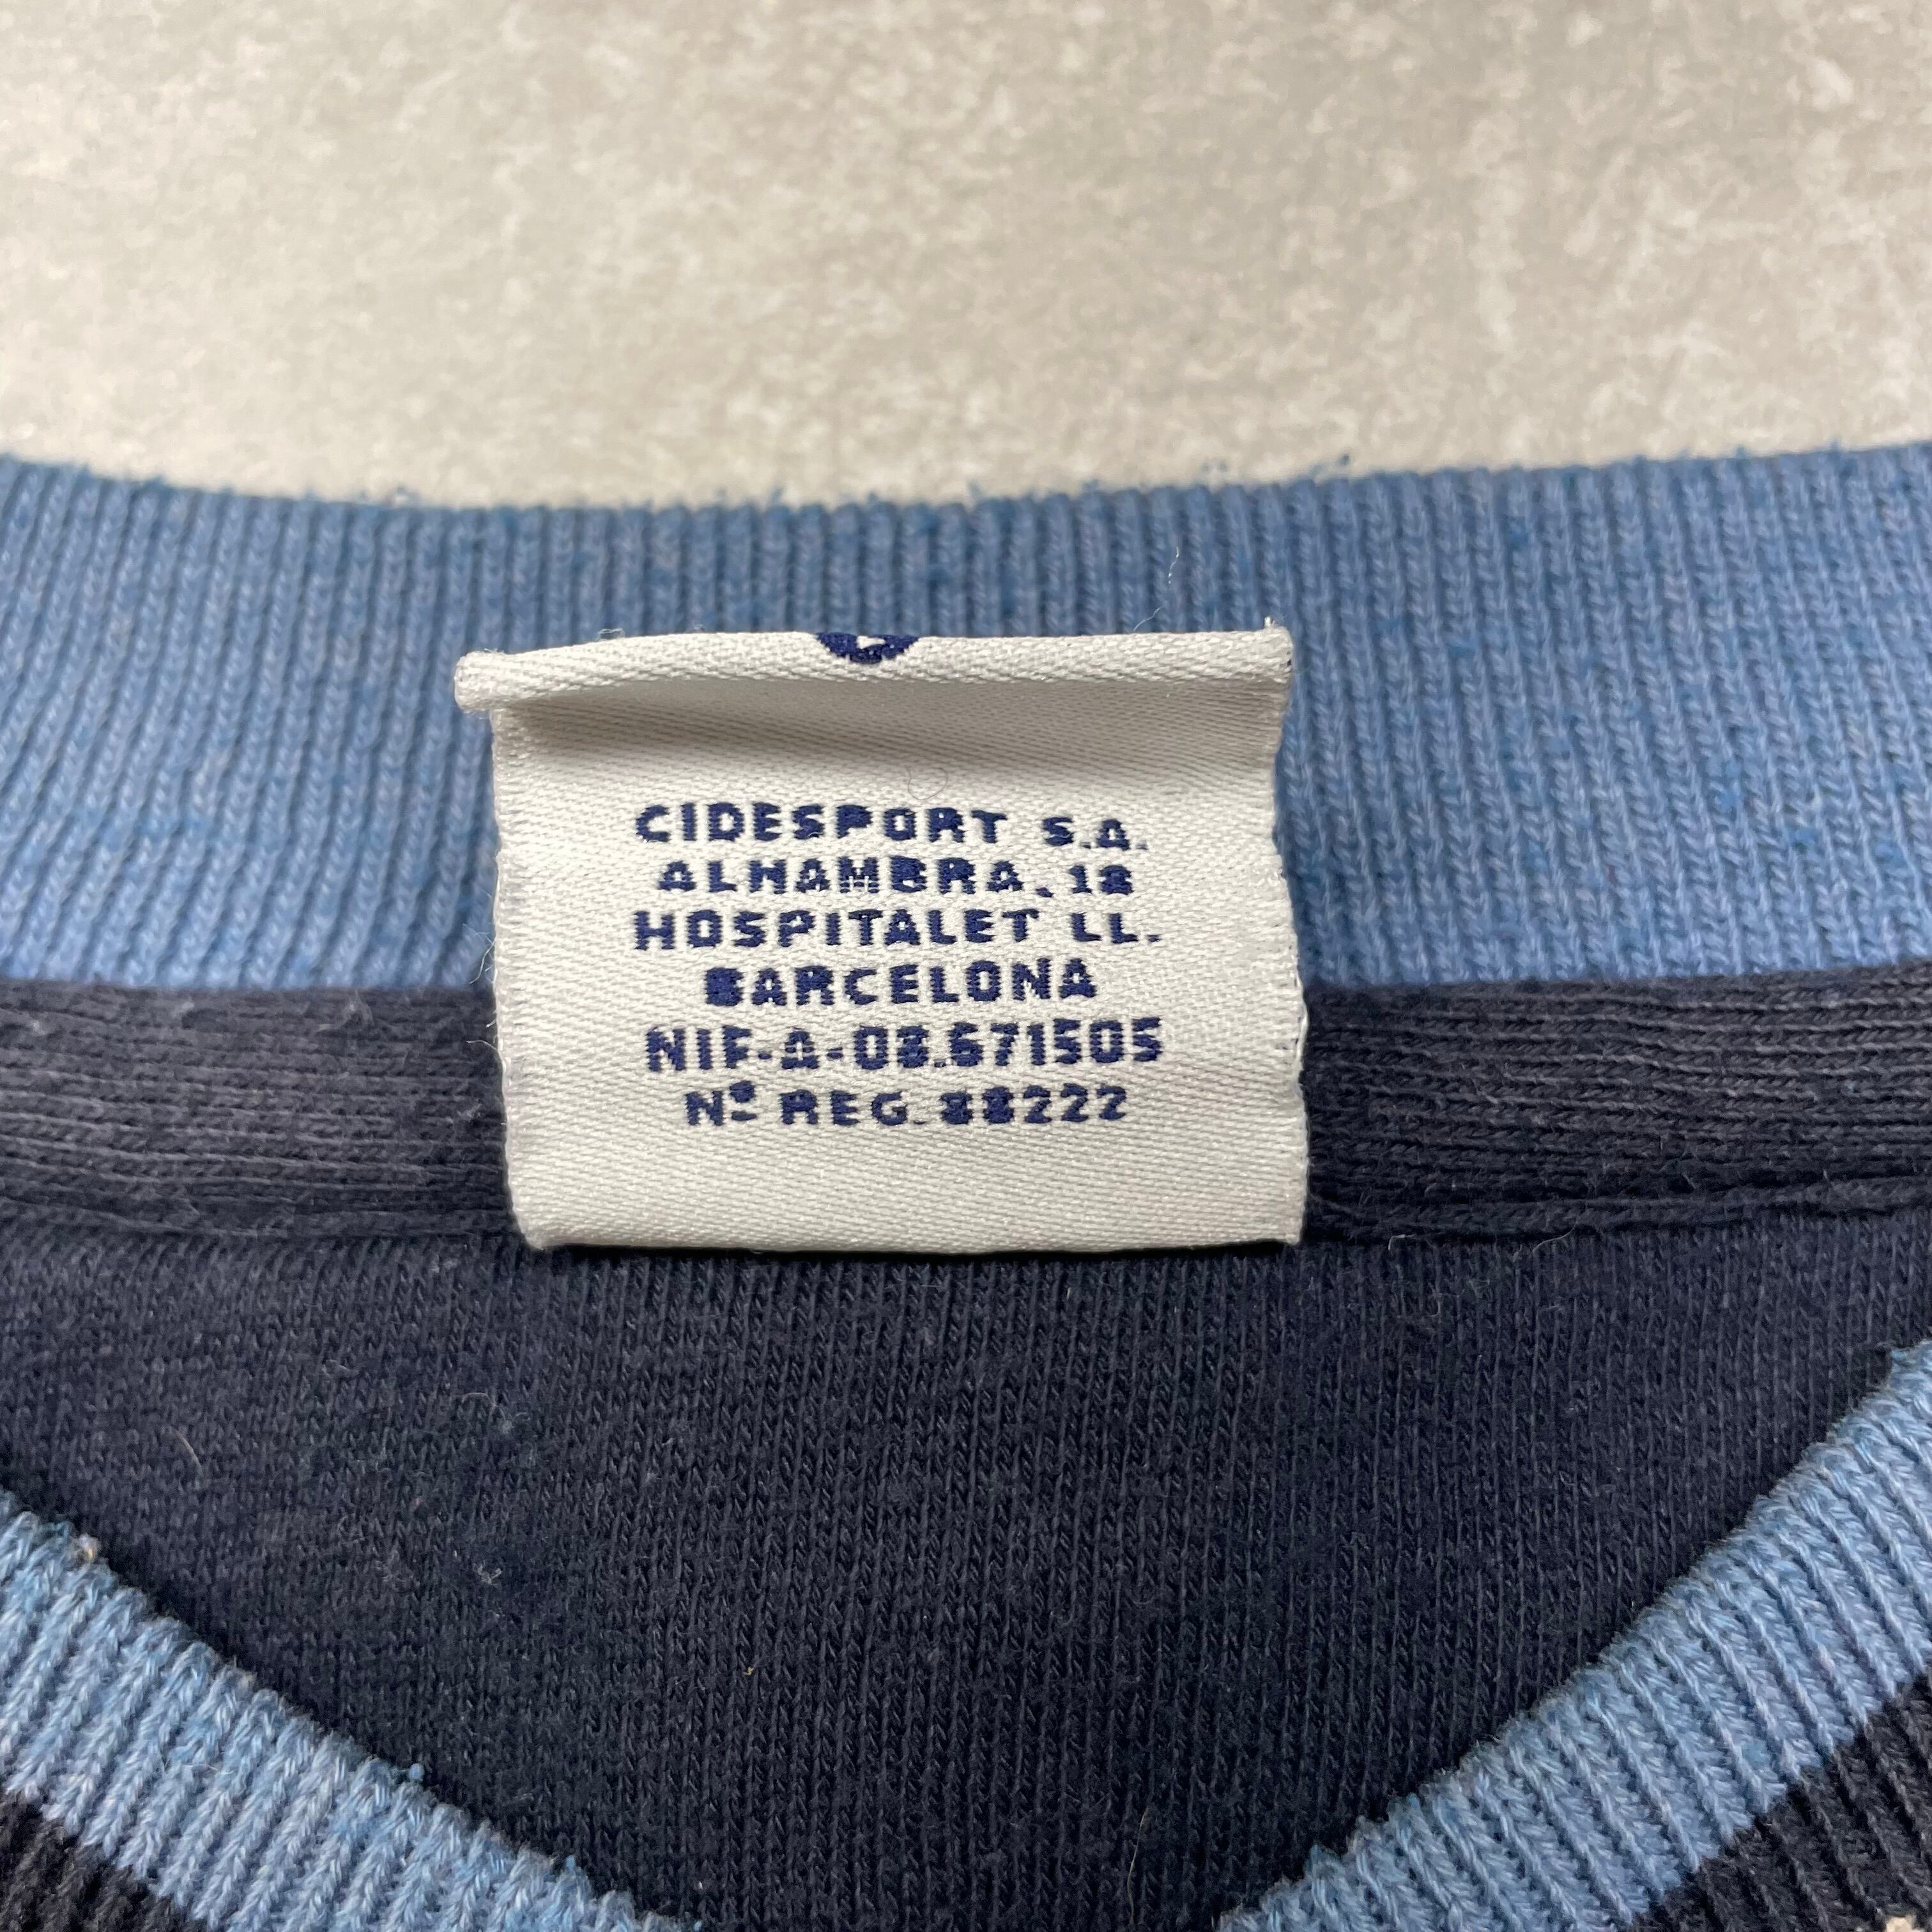 CIDESPORT S.A.
ALHAMBRA, 18
HOSPITALET LL.
BARCELONA
NIF-A-08.671505
Nº REG. 88222